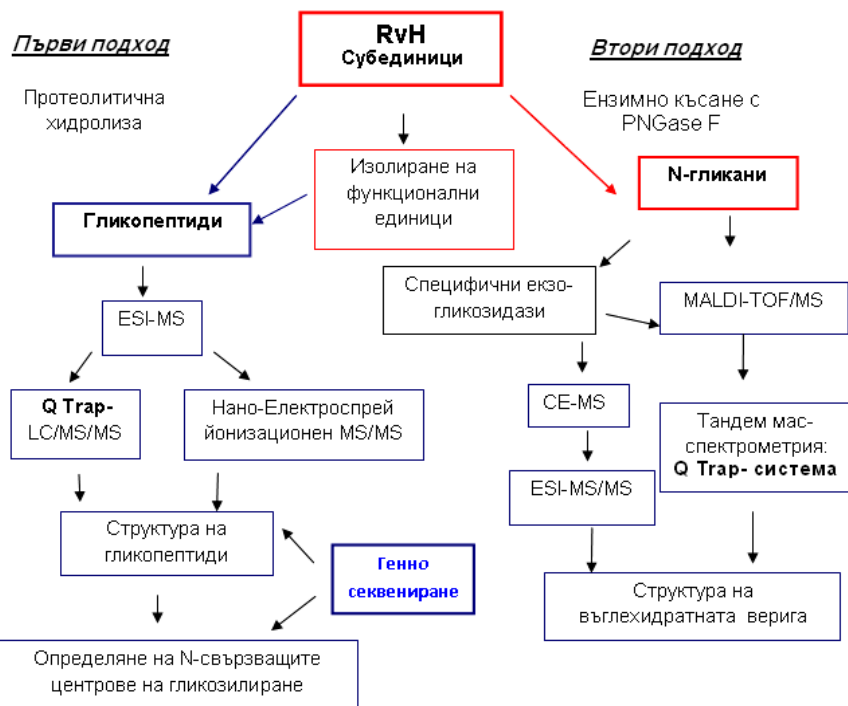 Първи подход
RvH
Субединици
Втори подход
Протеолитична
хидролиза
Ензимно късане с
PNGase F
Изолиране на
функционални
единици
N-гликани
Гликопептиди
Специфични екзо-
гликозидази
MALDI-TOF/MS
ESI-MS
Q Trap-
LC/MS/MS
Нано-Електроспрей
йонизационен MS/MS
CE-MS
Тандем мас-
спектрометрия:
Q Trap- система
ESI-MS/MS
Структура на
гликопептиди
Генно
секвениране
Структура на
въглехидратната верига
Определяне на N-свързващите
центрове на гликозилиране